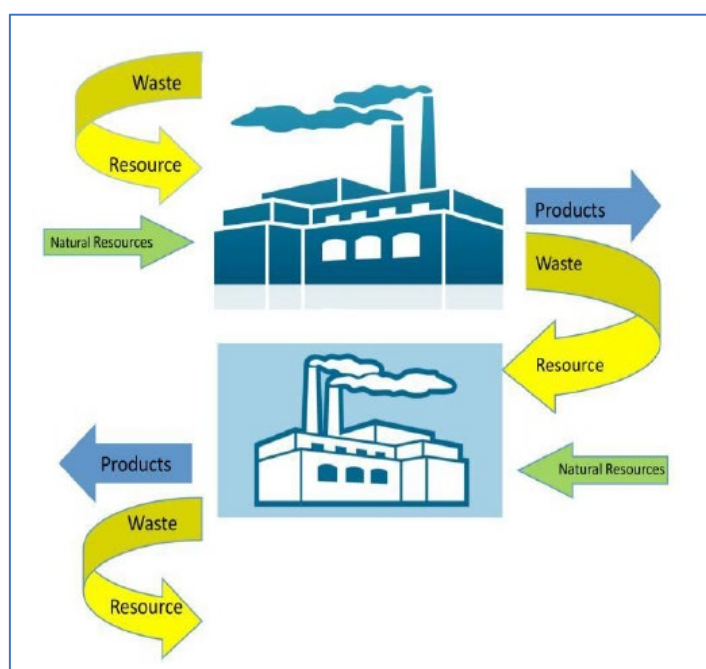 Waste
Resource
Natural Resources
Products
Waste
Resource
Natural Resources
Products
Waste
Resource